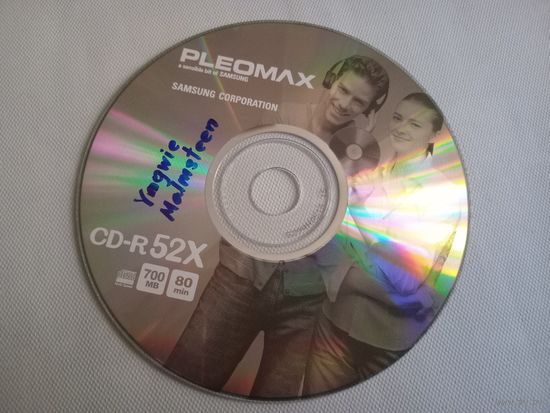 PLEOMAX
a sensible bit of SAMSUNG
SAMSUNG CORPORATION
Yngwie
Malmsteen
CD-R 52X
700 MB
80 min